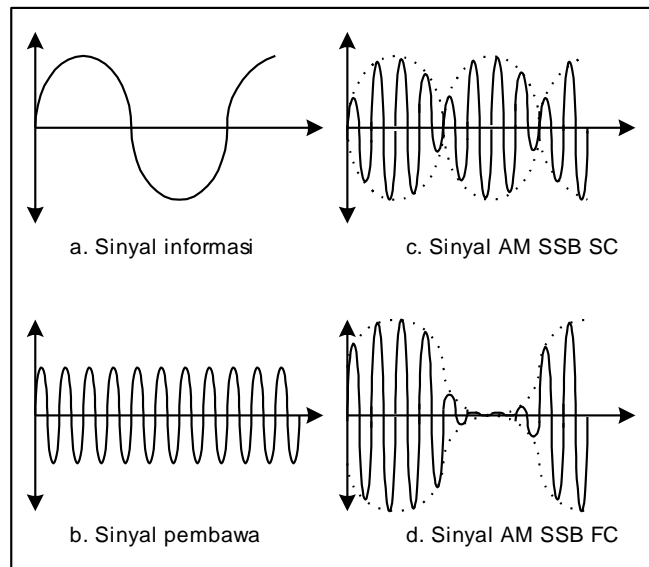 a. Sinyal informasi
c. Sinyal AM SSB SC
b. Sinyal pembawa
d. Sinyal AM SSB FC